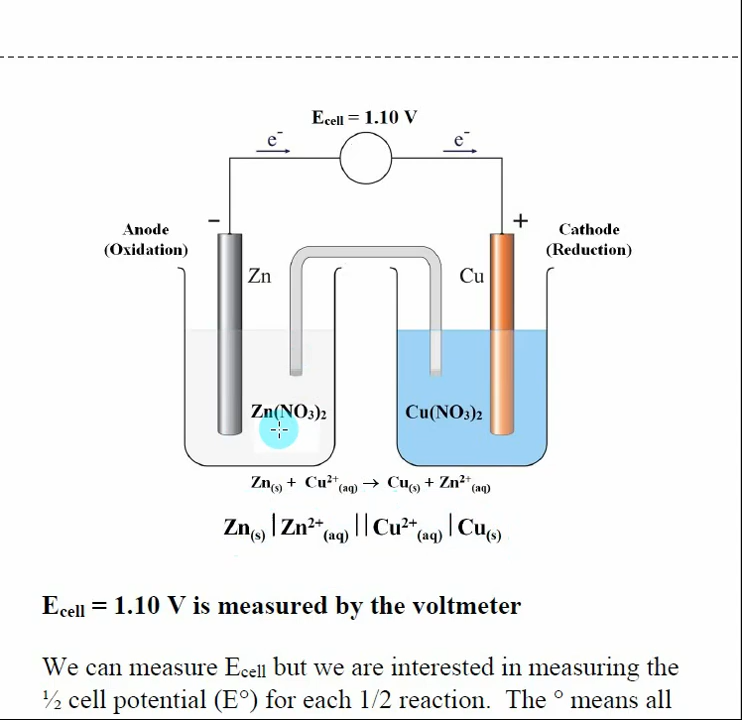 Ecell = 1.10 V
e⁻ e⁻
− +
Anode
(Oxidation)
Cathode
(Reduction)
Zn Cu
Zn(NO₃)₂ Cu(NO₃)₂
Zn(s) + Cu²⁺(aq) → Cu(s) + Zn²⁺(aq)
Zn(s) | Zn²⁺(aq) || Cu²⁺(aq) | Cu(s)
Ecell = 1.10 V is measured by the voltmeter
We can measure Ecell but we are interested in measuring the
½ cell potential (E°) for each 1/2 reaction. The ° means all